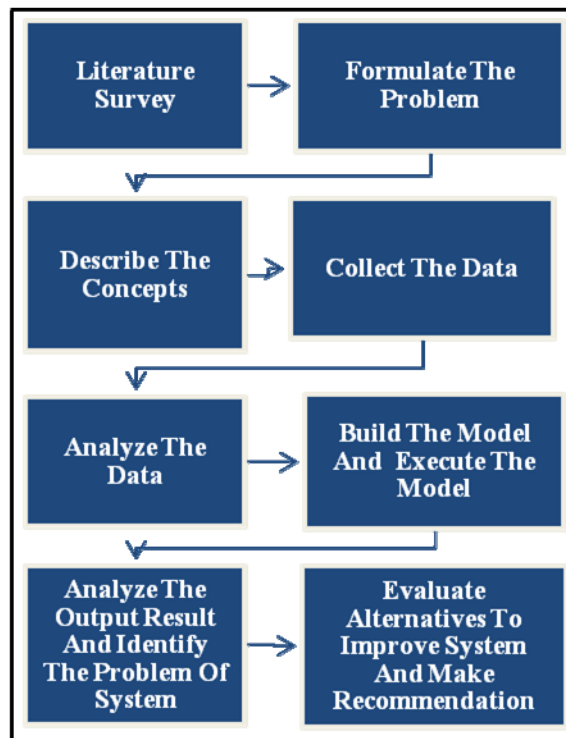 Literature
Survey
Formulate The
Problem
Describe The
Concepts
Collect The Data
Analyze The
Data
Build The Model
And Execute The
Model
Analyze The
Output Result
And Identify
The Problem Of
System
Evaluate
Alternatives To
Improve System
And Make
Recommendation